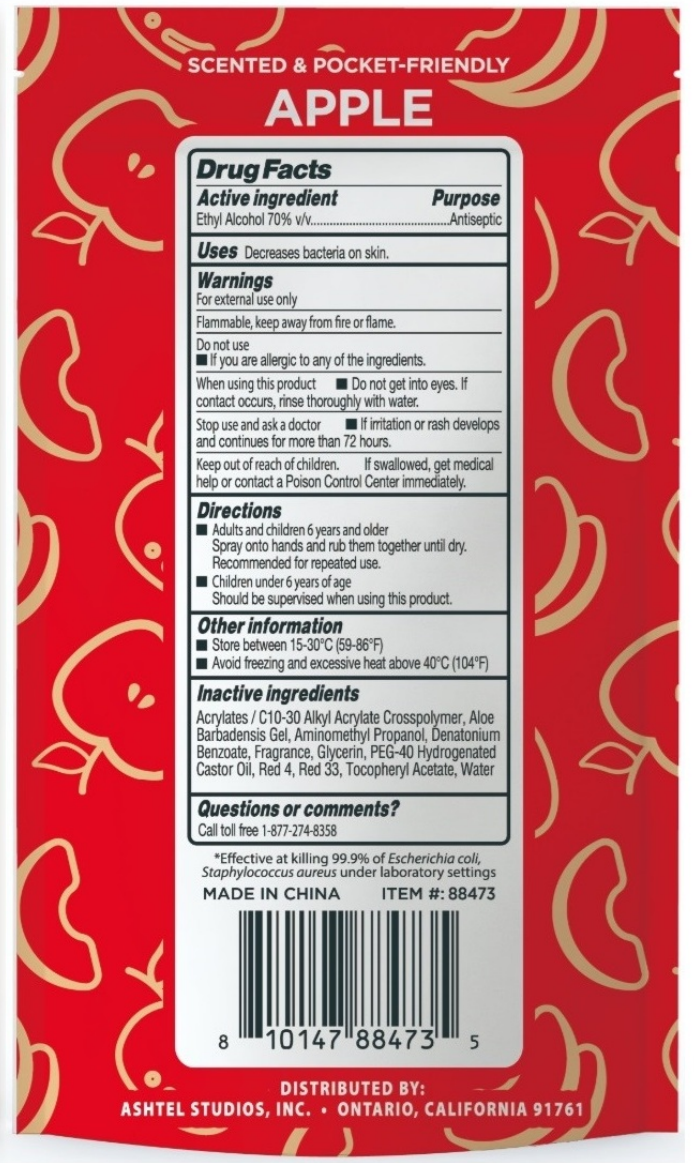 SCENTED & POCKET-FRIENDLY
APPLE
Drug Facts
Active ingredient Purpose
Ethyl Alcohol 70% v/v............................................Antiseptic
Uses Decreases bacteria on skin.
Warnings
For external use only
Flammable, keep away from fire or flame.
Do not use
■ If you are allergic to any of the ingredients.
When using this product ■ Do not get into eyes. If
contact occurs, rinse thoroughly with water.
Stop use and ask a doctor ■ If irritation or rash develops
and continues for more than 72 hours.
Keep out of reach of children. If swallowed, get medical
help or contact a Poison Control Center immediately.
Directions
■ Adults and children 6 years and older
Spray onto hands and rub them together until dry.
Recommended for repeated use.
■ Children under 6 years of age
Should be supervised when using this product.
Other information
■ Store between 15-30°C (59-86°F)
■ Avoid freezing and excessive heat above 40°C (104°F)
Inactive ingredients
Acrylates / C10-30 Alkyl Acrylate Crosspolymer, Aloe
Barbadensis Gel, Aminomethyl Propanol, Denatonium
Benzoate, Fragrance, Glycerin, PEG-40 Hydrogenated
Castor Oil, Red 4, Red 33, Tocopheryl Acetate, Water
Questions or comments?
Call toll free 1-877-274-8358
*Effective at killing 99.9% of Escherichia coli,
Staphylococcus aureus under laboratory settings
MADE IN CHINA ITEM #: 88473
8 10147 88473 5
DISTRIBUTED BY:
ASHTEL STUDIOS, INC. • ONTARIO, CALIFORNIA 91761